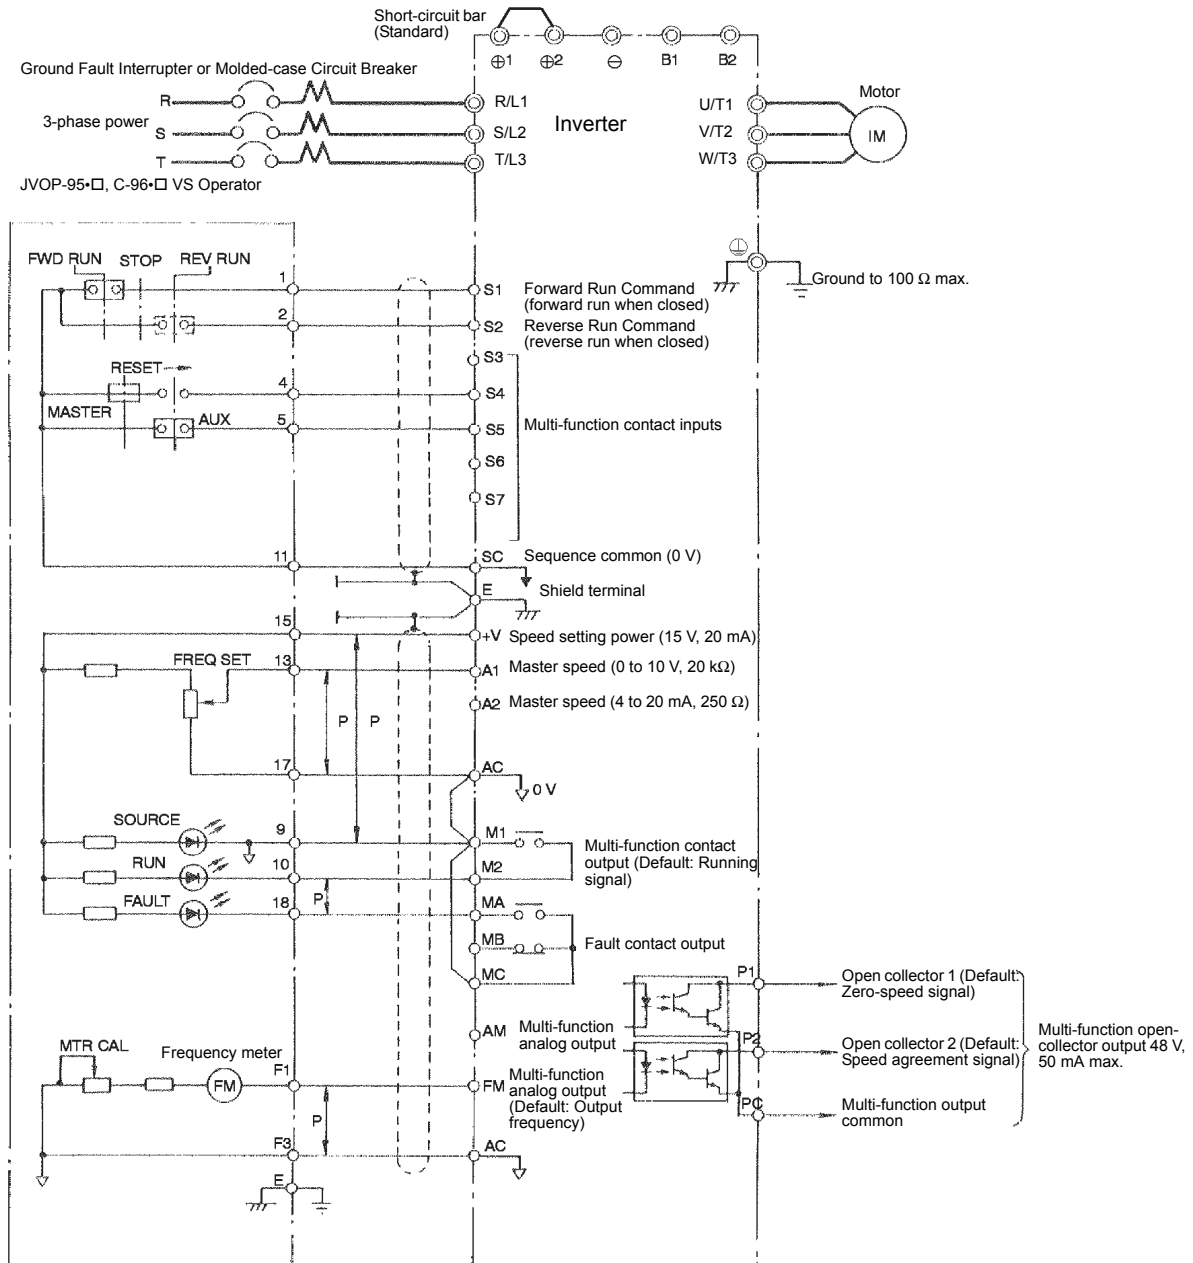 Short-circuit bar
(Standard)
⊕1
⊕2
⊖
B1
B2
Ground Fault Interrupter or Molded-case Circuit Breaker
R
R/L1
U/T1
Motor
3-phase power
S
S/L2
Inverter
V/T2
IM
T
T/L3
W/T3
JVOP-95•□, C-96•□ VS Operator
FWD RUN
STOP
REV RUN
Ground to 100 Ω max.
1
S1
Forward Run Command
(forward run when closed)
2
S2
Reverse Run Command
(reverse run when closed)
S3
RESET
4
S4
MASTER
AUX
5
S5
Multi-function contact inputs
S6
S7
11
SC
Sequence common (0 V)
E
Shield terminal
15
+V
Speed setting power (15 V, 20 mA)
FREQ SET
13
A1
Master speed (0 to 10 V, 20 kΩ)
A2
Master speed (4 to 20 mA, 250 Ω)
P
P
17
AC
0 V
SOURCE
9
M1
Multi-function contact
output (Default: Running
signal)
RUN
10
M2
FAULT
18
P
MA
MB
Fault contact output
MC
P1
Open collector 1 (Default:
Zero-speed signal)
AM
Multi-function
analog output
P2
Open collector 2 (Default:
Speed agreement signal)
Multi-function open-
collector output 48 V,
50 mA max.
MTR CAL
Frequency meter
FM
F1
FM
Multi-function
analog output
(Default: Output
frequency)
PC
Multi-function output
common
P
F3
AC
E